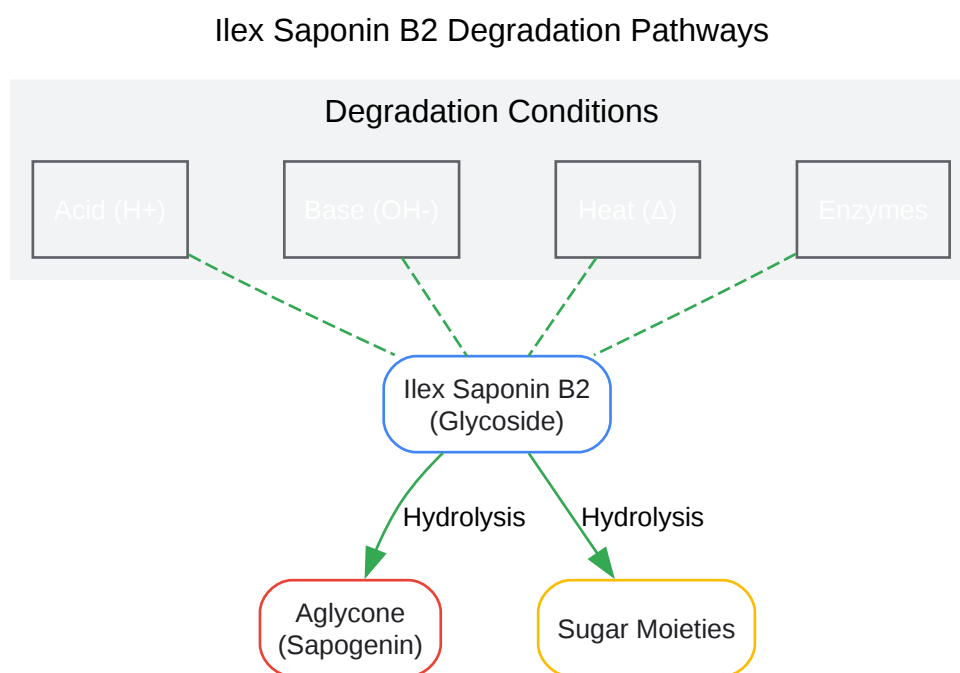 Ilex Saponin B2 Degradation Pathways
Degradation Conditions
Acid (H+)
Base (OH-)
Heat (Δ)
Enzymes
Ilex Saponin B2
(Glycoside)
Hydrolysis
Hydrolysis
Aglycone
(Sapogenin)
Sugar Moieties